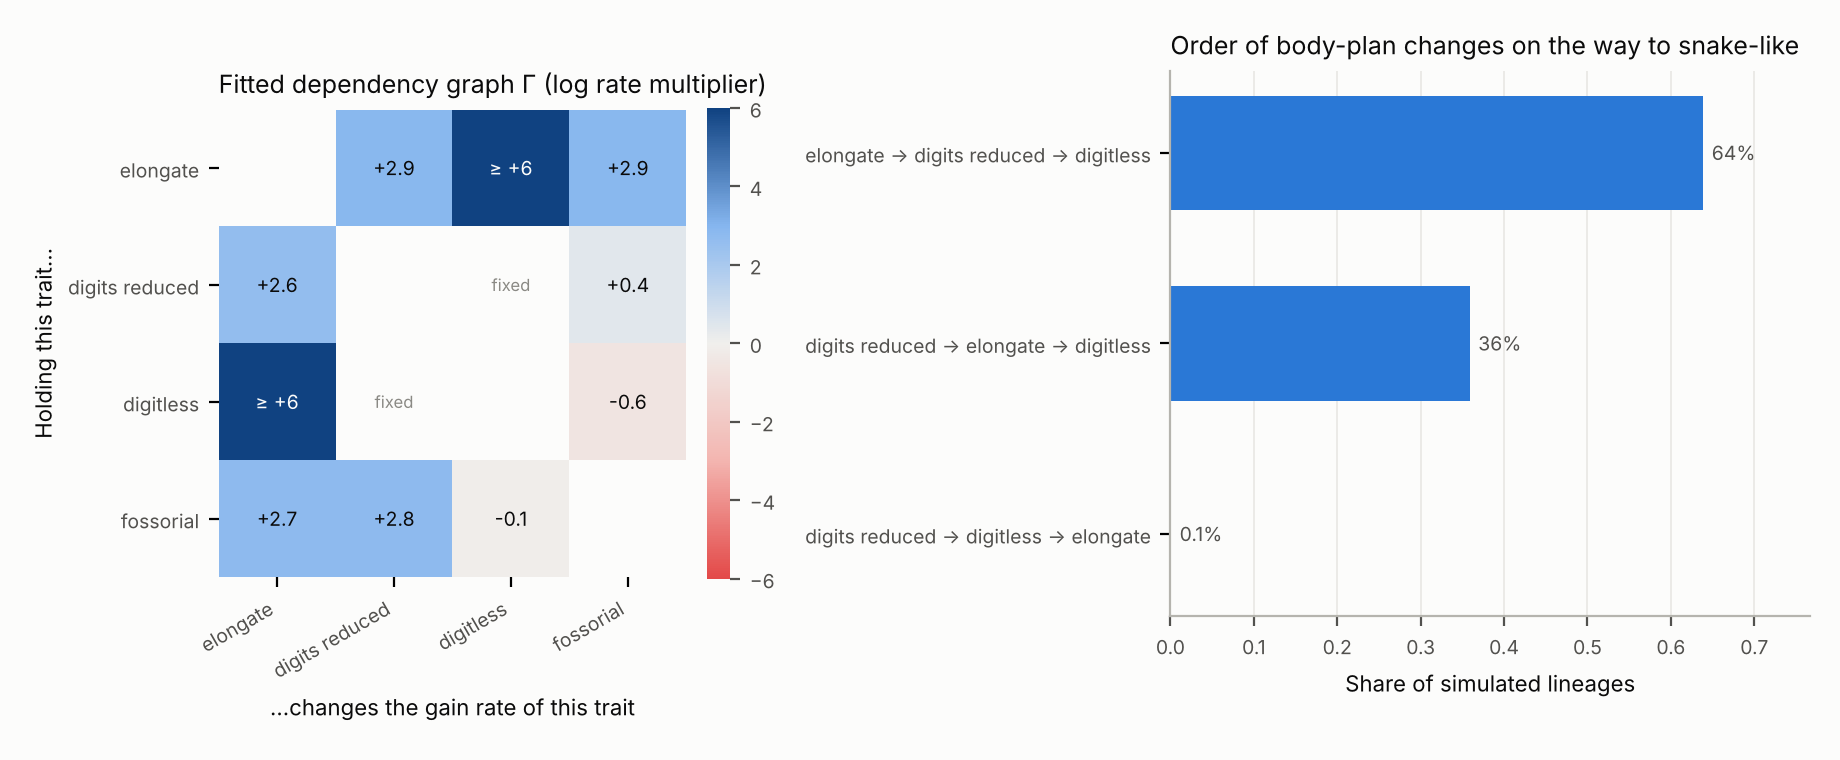 Fitted dependency graph Γ (log rate multiplier)
Holding this trait...
elongate
+2.9
≥ +6
+2.9
digits reduced
+2.6
fixed
+0.4
digitless
≥ +6
fixed
-0.6
fossorial
+2.7
+2.8
-0.1
elongate
digits reduced
digitless
fossorial
...changes the gain rate of this trait
6
4
2
0
−2
−4
−6
Order of body-plan changes on the way to snake-like
elongate → digits reduced → digitless
64%
digits reduced → elongate → digitless
36%
digits reduced → digitless → elongate
0.1%
0.0
0.1
0.2
0.3
0.4
0.5
0.6
0.7
Share of simulated lineages